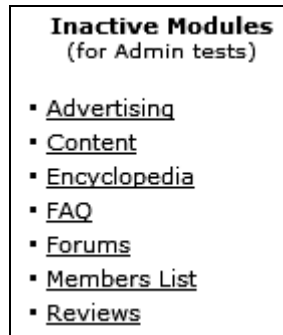 Inactive Modules
(for Admin tests)
Advertising
Content
Encyclopedia
FAQ
Forums
Members List
Reviews